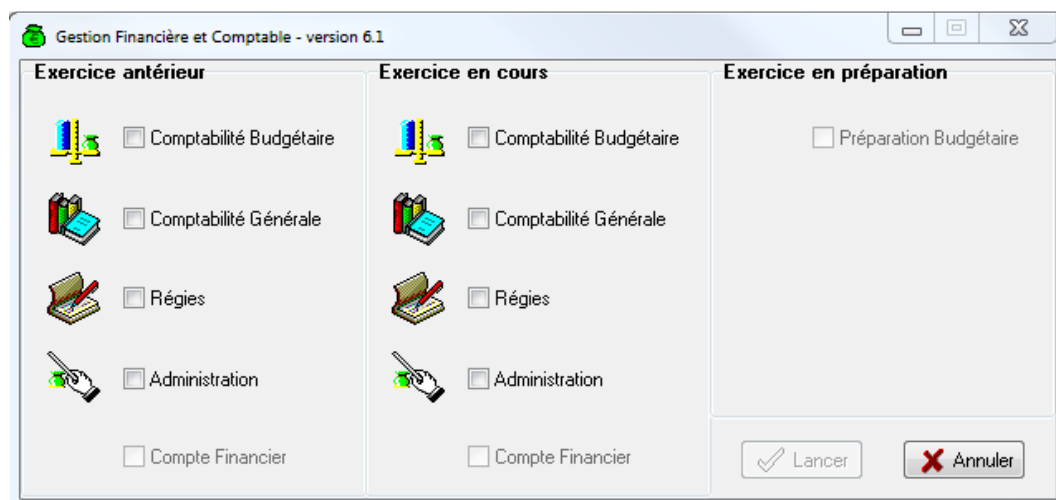 Gestion Financière et Comptable - version 6.1
Exercice antérieur
Comptabilité Budgétaire
Comptabilité Générale
Régies
Administration
Compte Financier
Exercice en cours
Comptabilité Budgétaire
Comptabilité Générale
Régies
Administration
Compte Financier
Exercice en préparation
Préparation Budgétaire
Lancer
Annuler